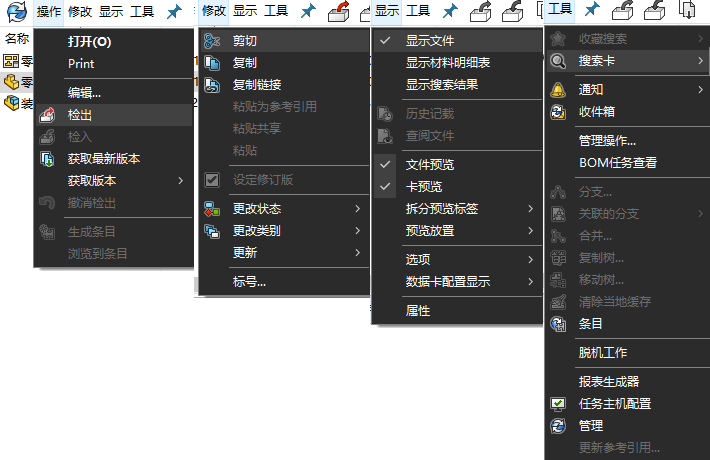 操作 修改 显示 工具
名称
零
零
装
打开(O)
Print
编辑...
检出
检入
获取最新版本
获取版本
撤消检出
生成条目
浏览到条目
修改 显示 工具
剪切
复制
复制链接
粘贴为参考引用
粘贴共享
粘贴
设定修订版
更改状态
更改类别
更新
标号...
显示 工具
显示文件
显示材料明细表
显示搜索结果
历史记载
查阅文件
文件预览
卡预览
拆分预览标签
预览放置
选项
数据卡配置显示
属性
工具
收藏搜索
搜索卡
通知
收件箱
管理操作...
BOM任务查看
分支...
关联的分支
合并...
复制树...
移动树...
清除当地缓存
条目
脱机工作
报表生成器
任务主机配置
管理
更新参考引用...